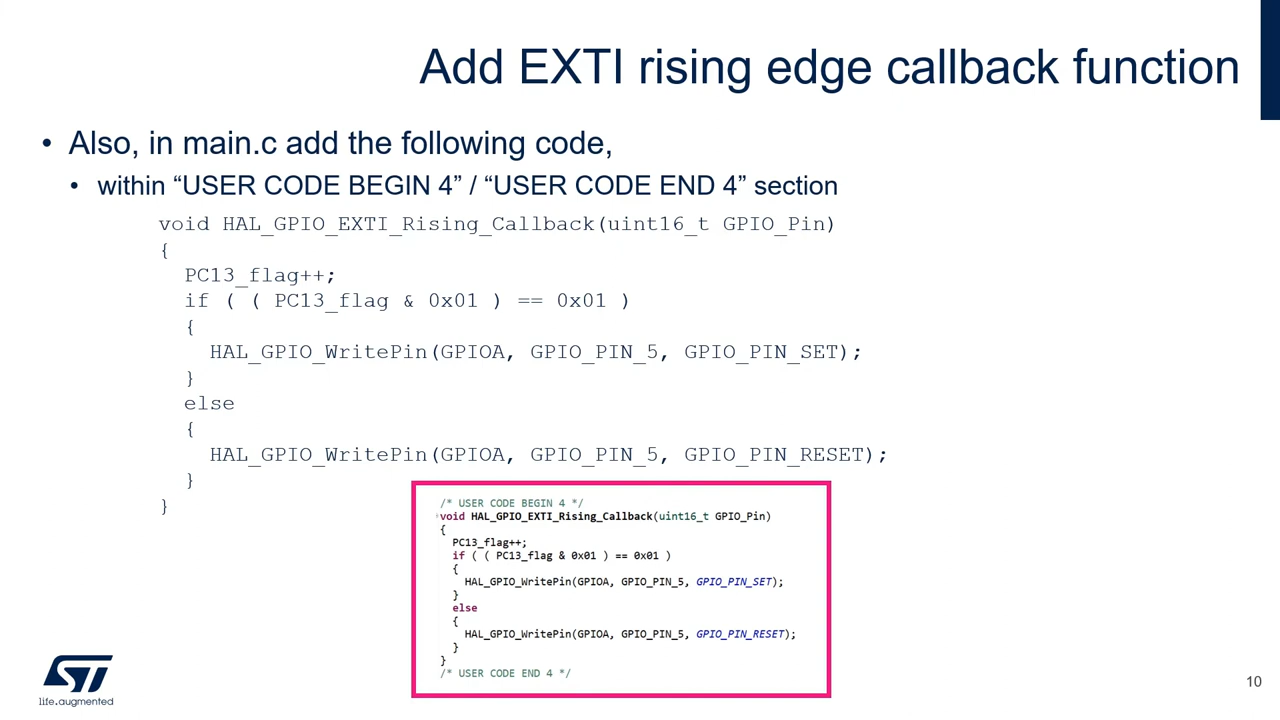 Add EXTI rising edge callback function
• Also, in main.c add the following code,
• within “USER CODE BEGIN 4” / “USER CODE END 4” section
void HAL_GPIO_EXTI_Rising_Callback(uint16_t GPIO_Pin)
{
PC13_flag++;
if ( ( PC13_flag & 0x01 ) == 0x01 )
{
HAL_GPIO_WritePin(GPIOA, GPIO_PIN_5, GPIO_PIN_SET);
}
else
{
HAL_GPIO_WritePin(GPIOA, GPIO_PIN_5, GPIO_PIN_RESET);
}
}
/* USER CODE BEGIN 4 */
void HAL_GPIO_EXTI_Rising_Callback(uint16_t GPIO_Pin)
{
PC13_flag++;
if ( ( PC13_flag & 0x01 ) == 0x01 )
{
HAL_GPIO_WritePin(GPIOA, GPIO_PIN_5, GPIO_PIN_SET);
}
else
{
HAL_GPIO_WritePin(GPIOA, GPIO_PIN_5, GPIO_PIN_RESET);
}
}
/* USER CODE END 4 */
ST
life.augmented
10